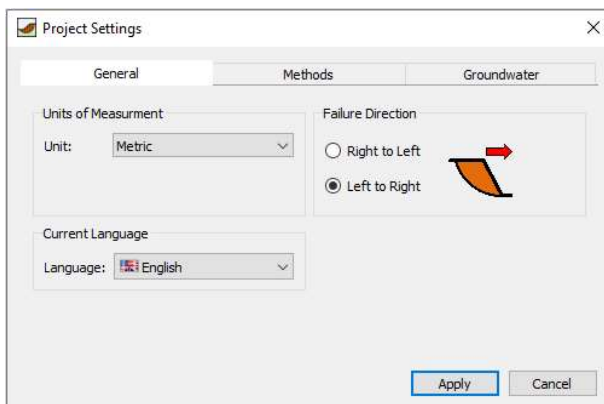 Project Settings
General
Methods
Groundwater
Units of Measurment
Unit:
Metric
Failure Direction
Right to Left
Left to Right
Current Language
Language:
English
Apply
Cancel